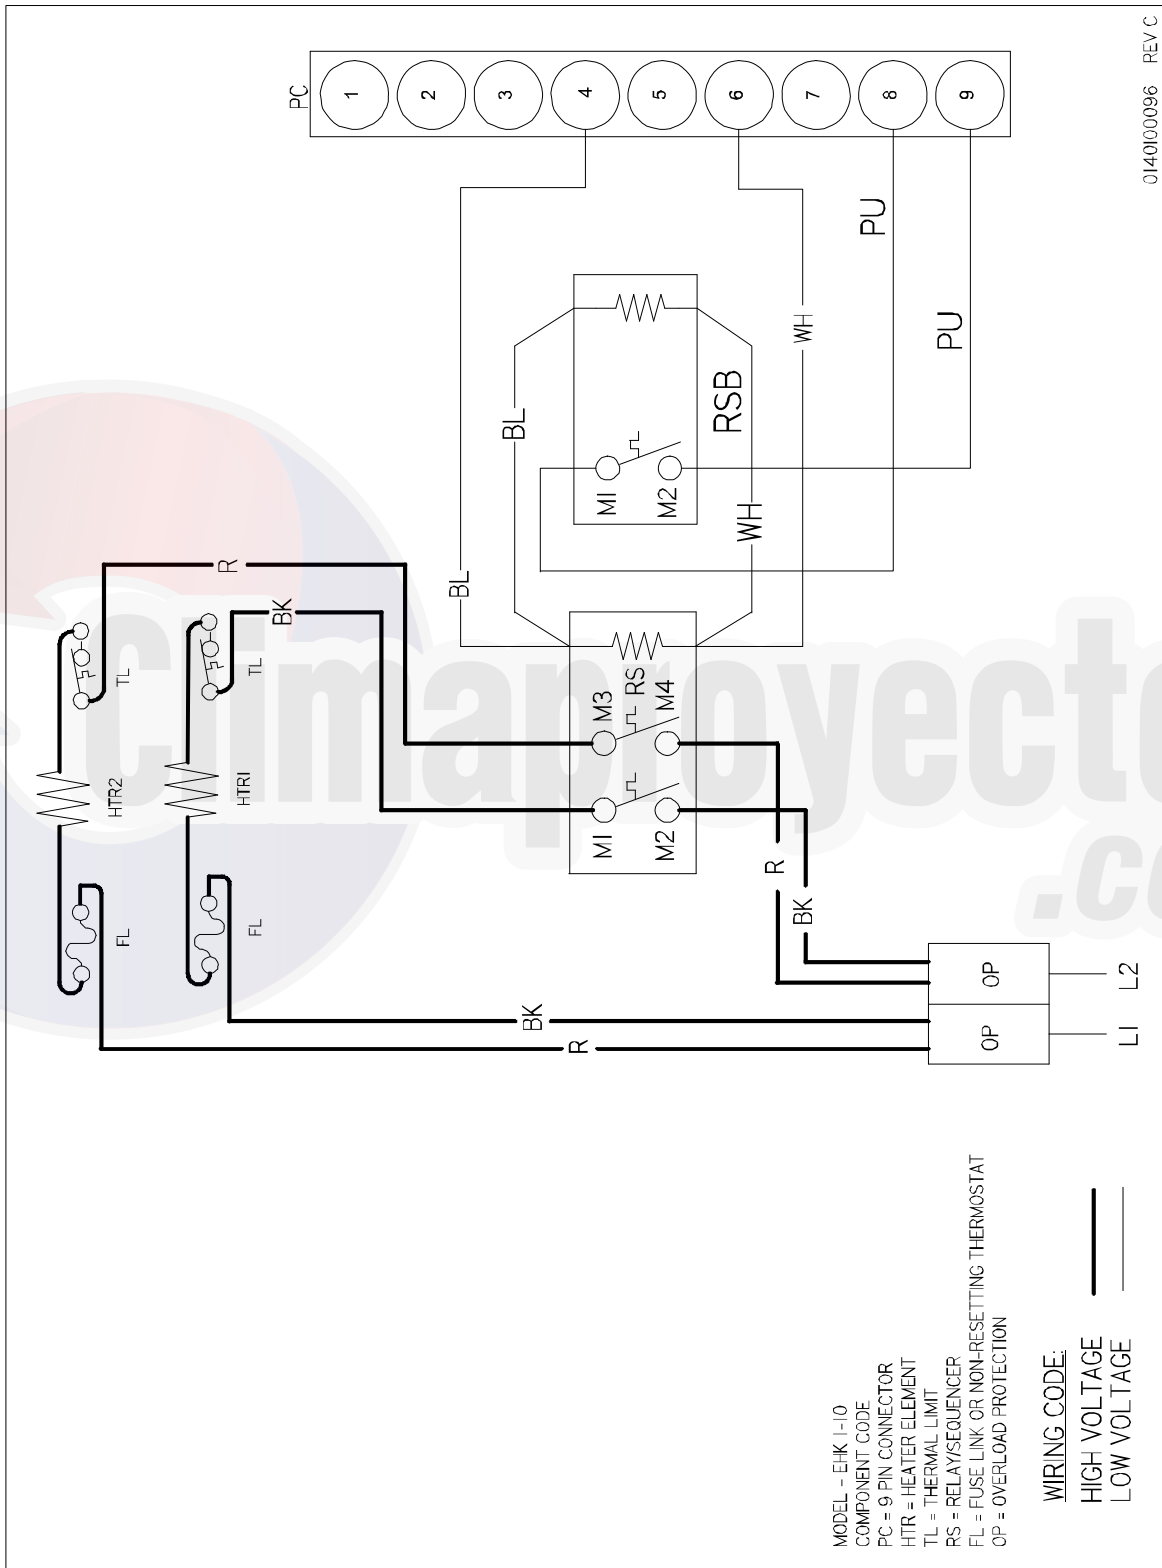 PC
1
2
3
4
5
6
7
8
9
0140I00096 REV C
BL
BL
WH
WH
PU
PU
RSB
M1
M2
R
BK
TL
TL
HTR2
HTR1
FL
FL
RS
M3
M4
M1
M2
R
BK
BK
R
OP
OP
L1
L2
MODEL - EHK 1-10
COMPONENT CODE
PC = 9 PIN CONNECTOR
HTR = HEATER ELEMENT
TL = THERMAL LIMIT
RS = RELAY/SEQUENCER
FL = FUSE LINK OR NON-RESETTING THERMOSTAT
OP = OVERLOAD PROTECTION
WIRING CODE:
HIGH VOLTAGE
LOW VOLTAGE
Climaproyecto
.co